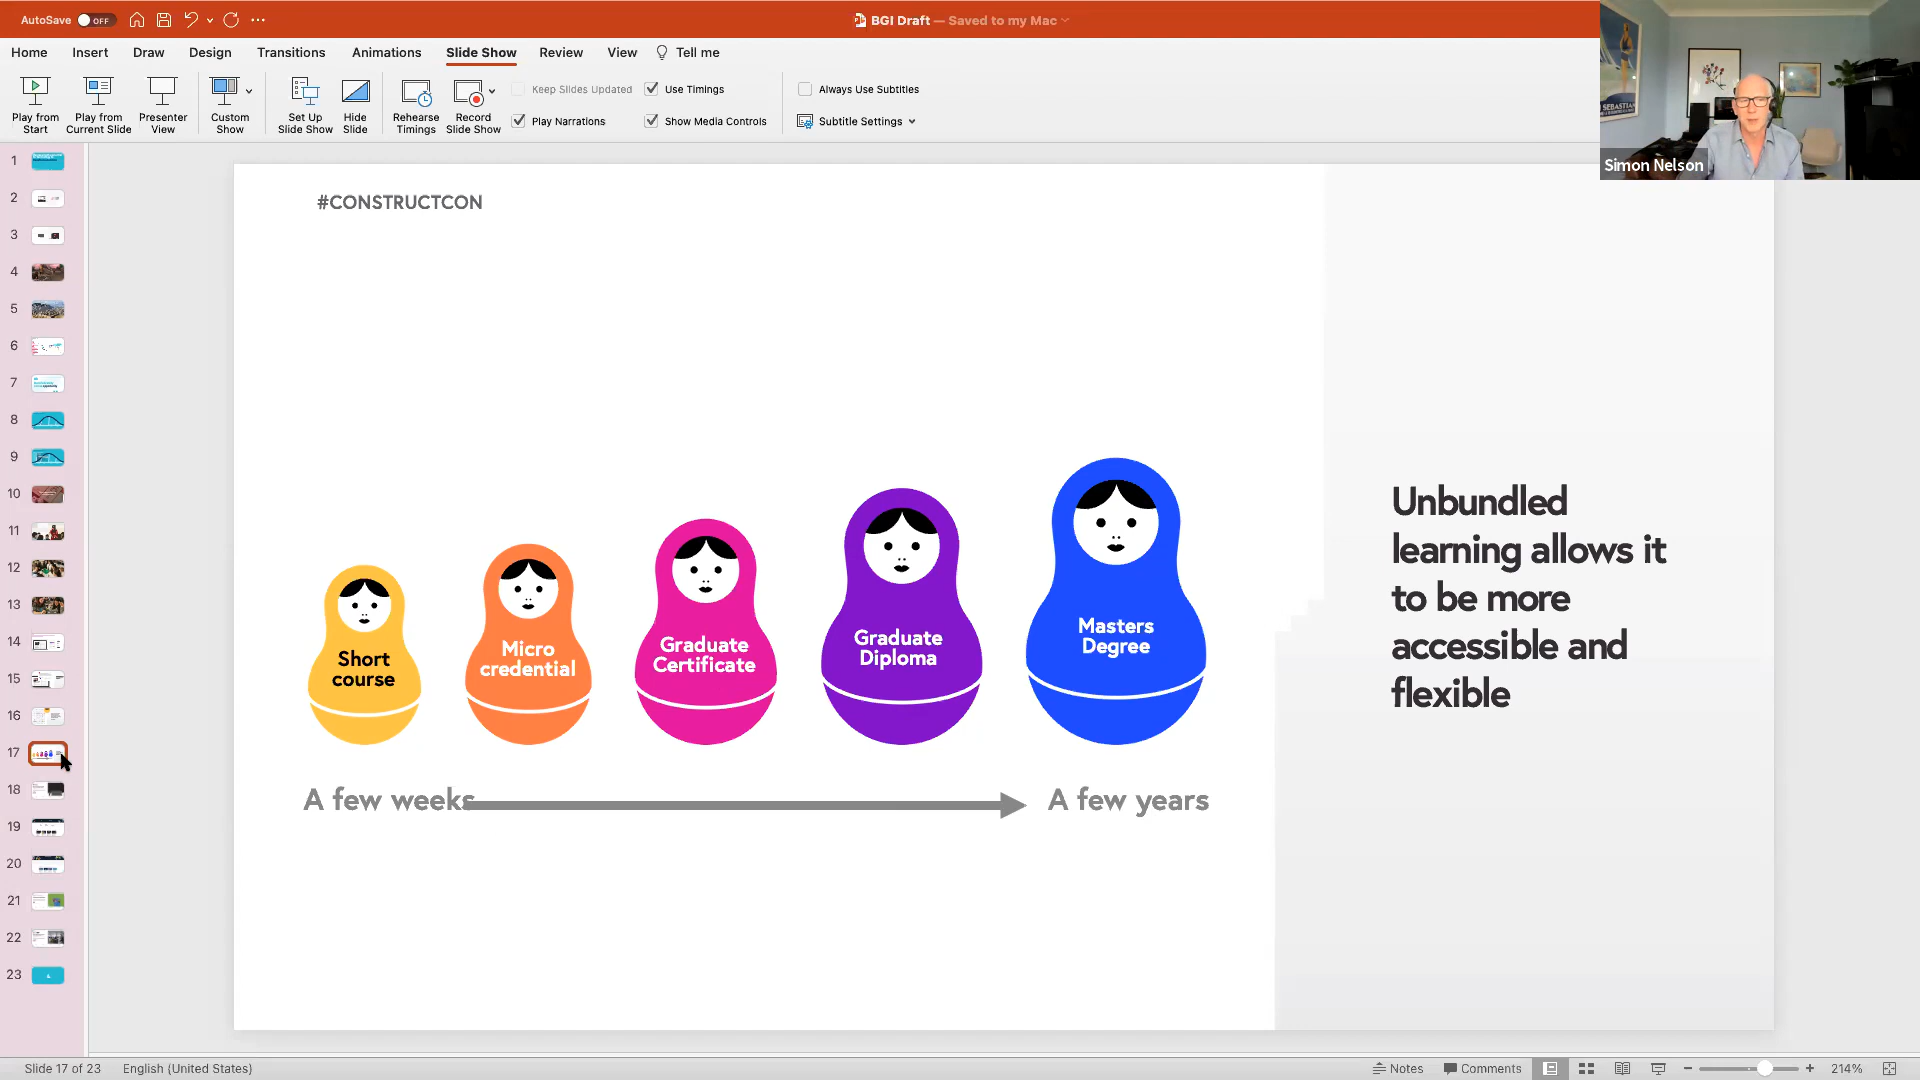 AutoSave OFF
BGI Draft — Saved to my Mac
Home Insert Draw Design Transitions Animations Slide Show Review View Tell me
Play from Start
Play from Current Slide
Presenter View
Custom Show
Set Up Slide Show
Hide Slide
Rehearse Timings
Record Slide Show
Keep Slides Updated
Play Narrations
Use Timings
Show Media Controls
Always Use Subtitles
Subtitle Settings
Simon Nelson
1
2
3
4
5
6
7
8
9
10
11
12
13
14
15
16
17
18
19
20
21
22
23
#CONSTRUCTCON
Short
course
Micro
credential
Graduate
Certificate
Graduate
Diploma
Masters
Degree
A few weeks
A few years
Unbundled
learning allows it
to be more
accessible and
flexible
Slide 17 of 23 English (United States)
Notes Comments 214%